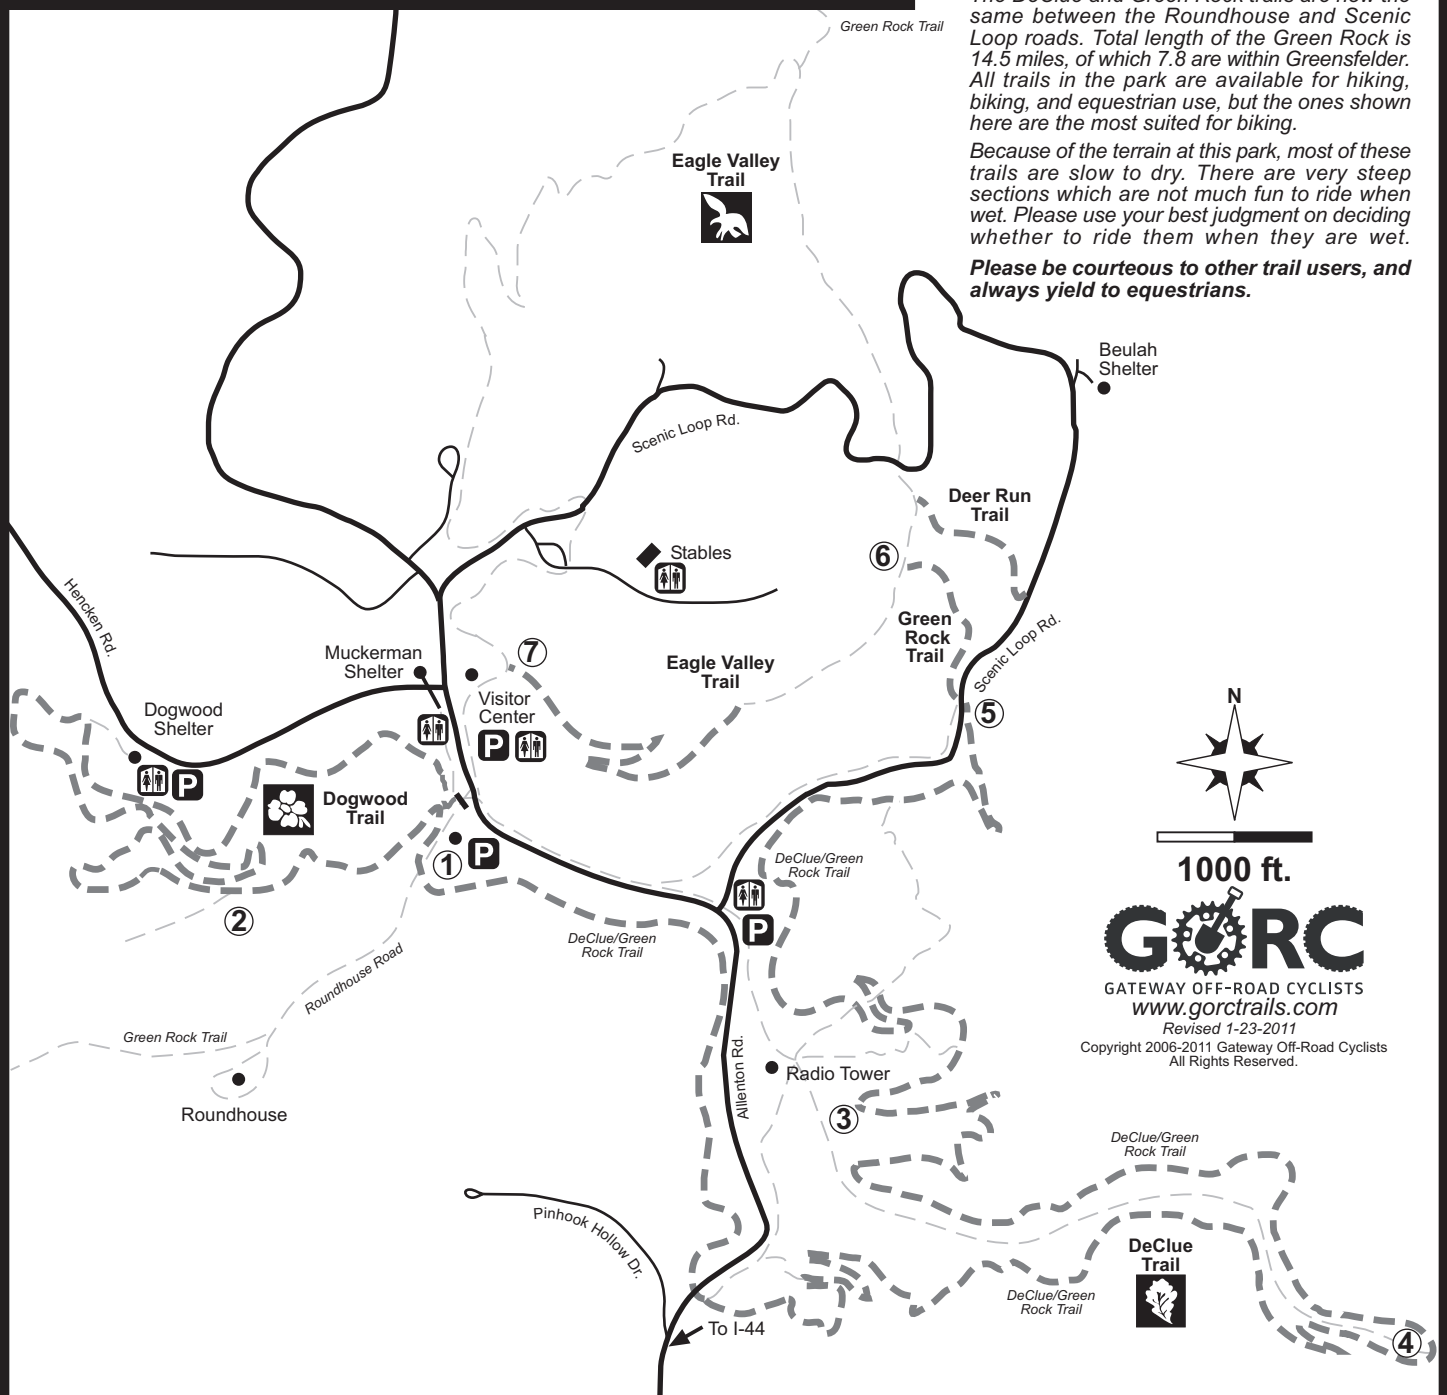 The DeClue and Green Rock trails are now the
same between the Roundhouse and Scenic
Loop roads. Total length of the Green Rock is
14.5 miles, of which 7.8 are within Greensfelder.
All trails in the park are available for hiking,
biking, and equestrian use, but the ones shown
here are the most suited for biking.
Because of the terrain at this park, most of these
trails are slow to dry. There are very steep
sections which are not much fun to ride when
wet. Please use your best judgment on deciding
whether to ride them when they are wet.
Please be courteous to other trail users, and
always yield to equestrians.
Green Rock Trail
Eagle Valley
Trail
Beulah
Shelter
Scenic Loop Rd.
Deer Run
Trail
Stables
6
Hencken Rd.
Green
Rock
Trail
Scenic Loop Rd.
Muckerman
Shelter
7
Eagle Valley
Trail
Visitor
Center
P
5
N
Dogwood
Shelter
P
Dogwood
Trail
1
P
DeClue/Green
Rock Trail
1000 ft.
2
P
DeClue/Green
Rock Trail
GORC
GATEWAY OFF-ROAD CYCLISTS
www.gorctrails.com
Revised 1-23-2011
Copyright 2006-2011 Gateway Off-Road Cyclists
All Rights Reserved.
Roundhouse Road
Green Rock Trail
Roundhouse
Alllenton Rd.
Radio Tower
3
DeClue/Green
Rock Trail
Pinhook Hollow Dr.
DeClue
Trail
DeClue/Green
Rock Trail
To I-44
4